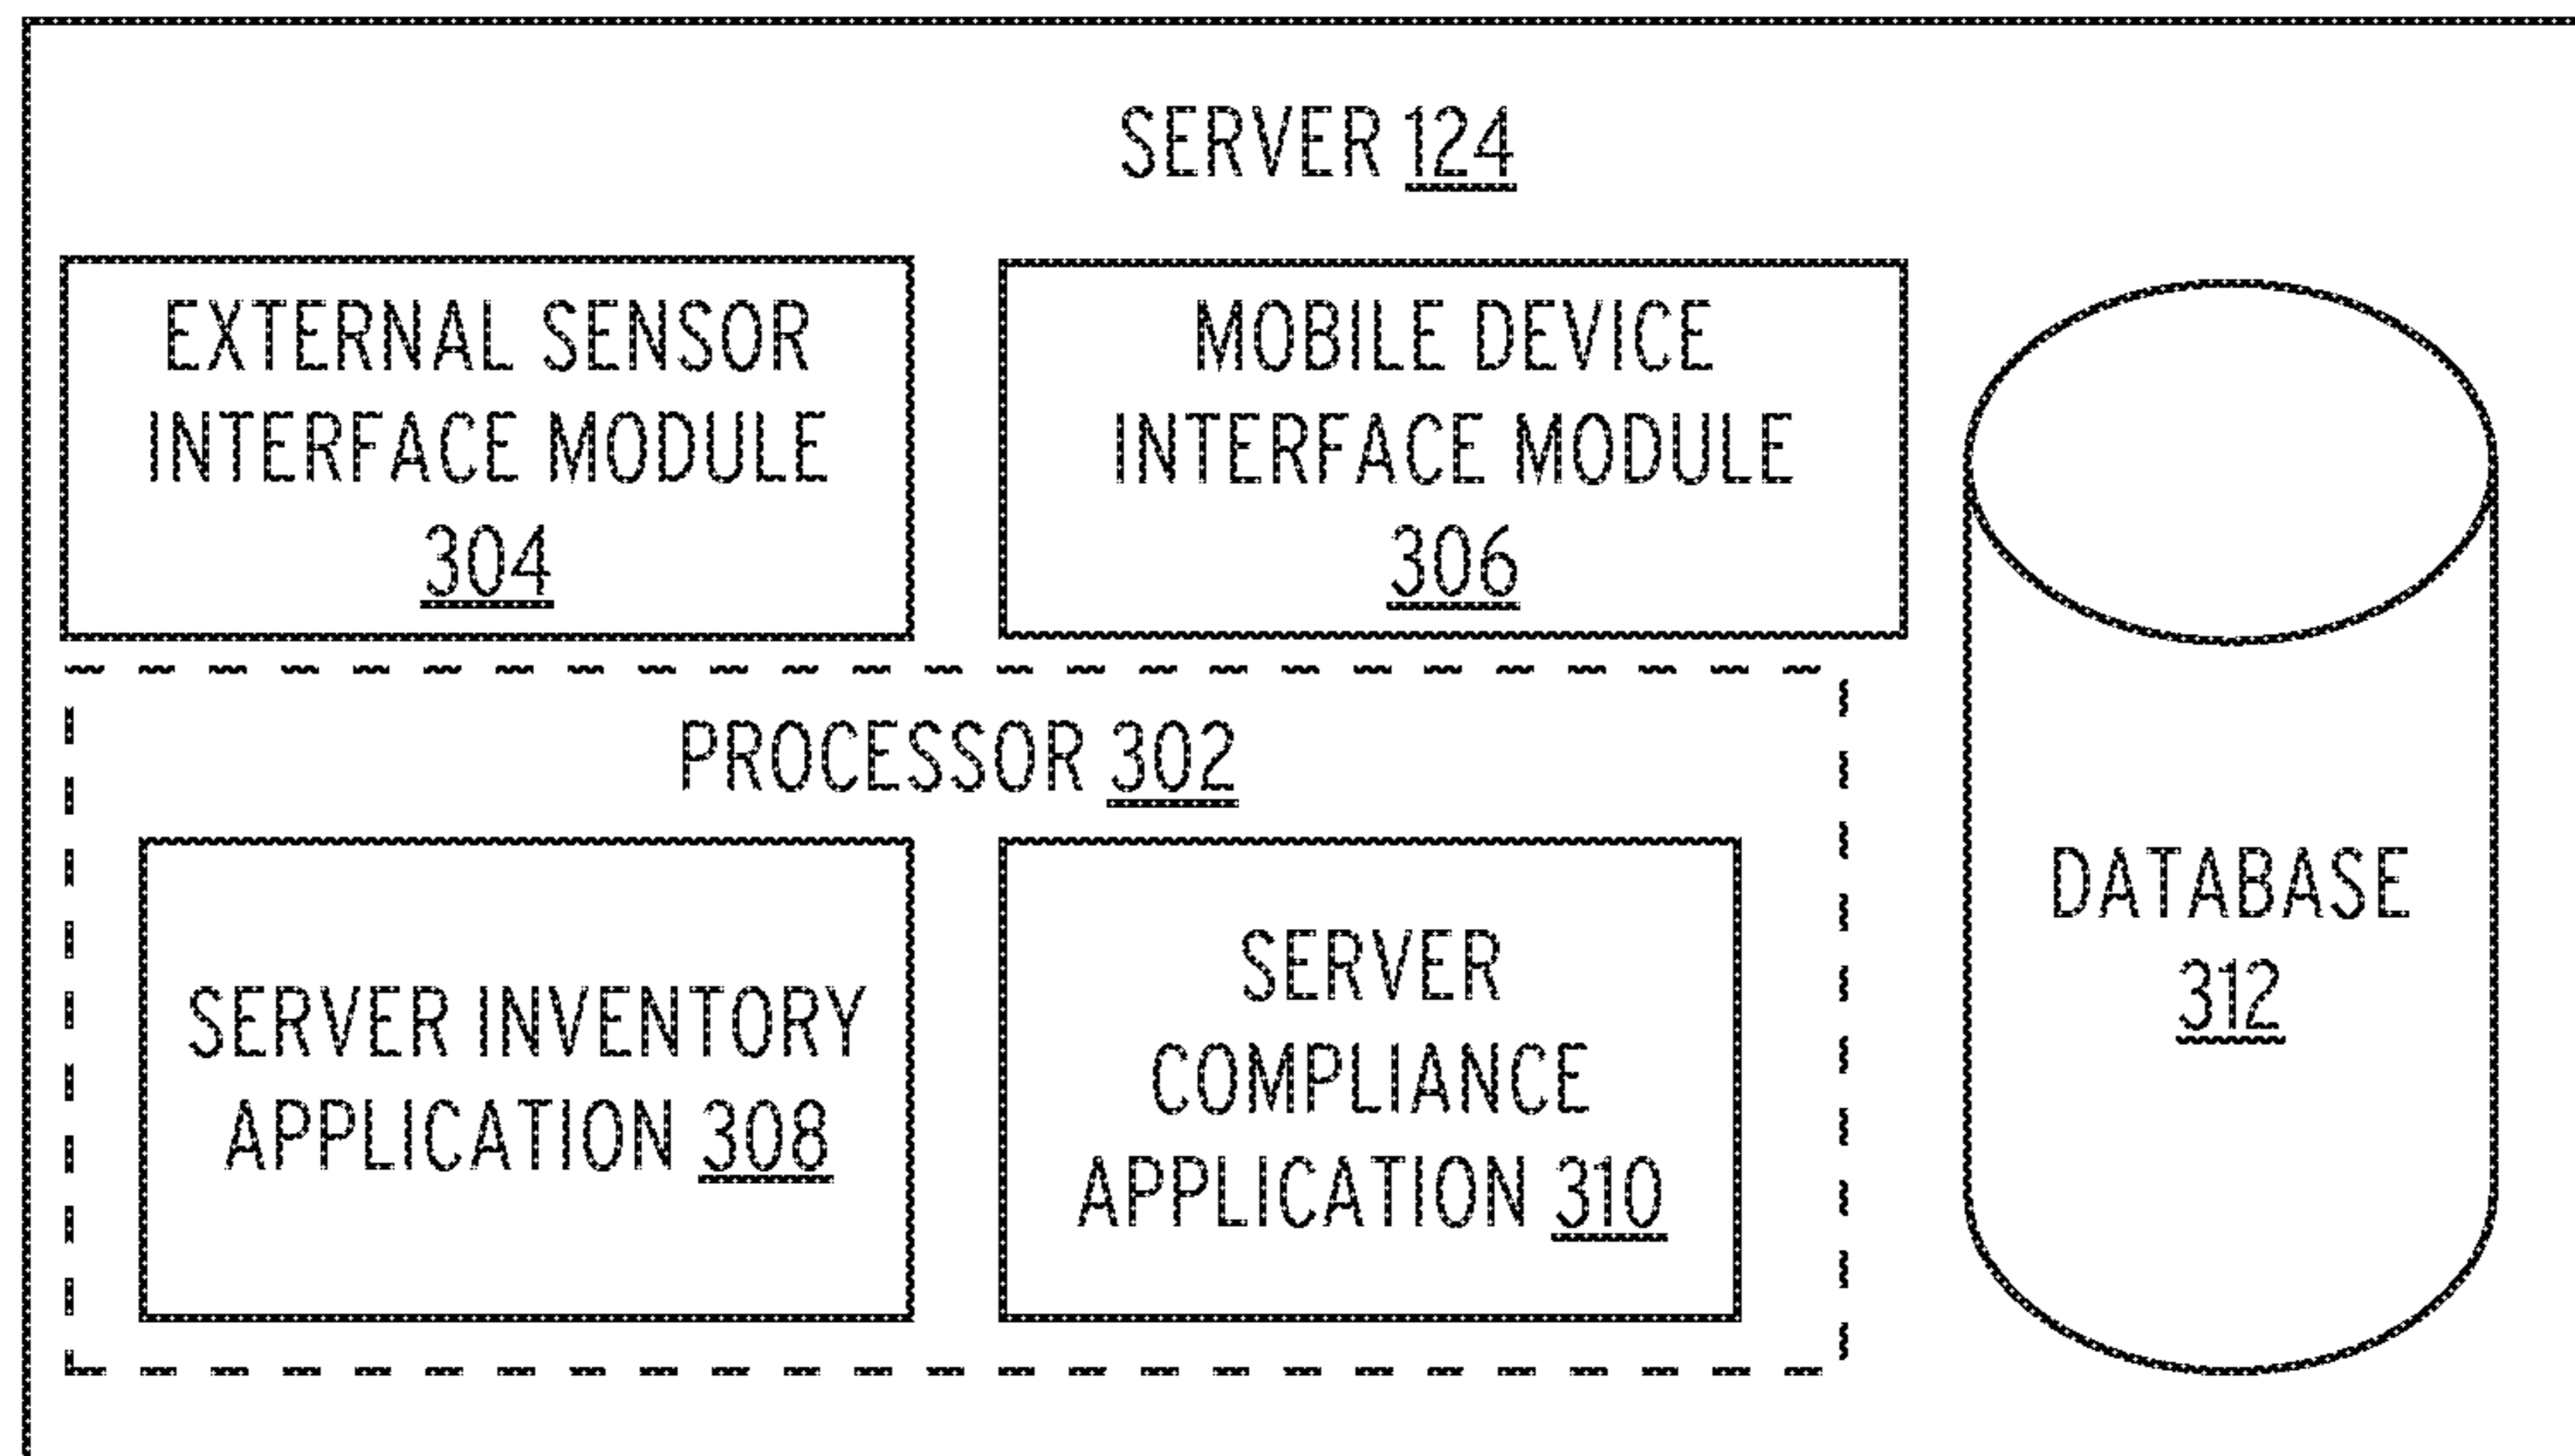 SERVER 124
EXTERNAL SENSOR
INTERFACE MODULE
304
MOBILE DEVICE
INTERFACE MODULE
306
PROCESSOR 302
SERVER INVENTORY
APPLICATION 308
SERVER
COMPLIANCE
APPLICATION 310
DATABASE
312